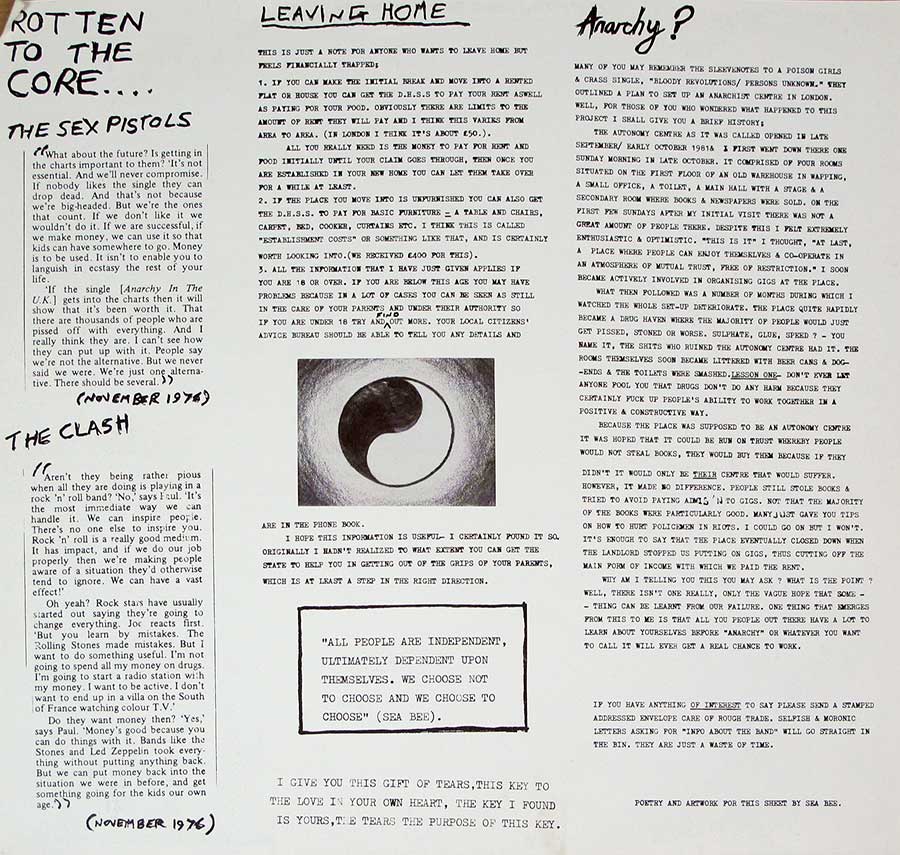 ROTTEN
TO THE
CORE....
THE SEX PISTOLS
"What about the future? Is getting in
the charts important to them? 'It's not
essential. And we'll never compromise.
If nobody likes the single they can
drop dead. And that's not because
we're big-headed. But we're the ones
that count. If we don't like it we
wouldn't do it. If we are successful, if
we make money, we can use it so that
kids can have somewhere to go. Money
is to be used. It isn't to enable you to
languish in ecstasy the rest of your
life.
'If the single [Anarchy In The
U.K.] gets into the charts then it will
show that it's been worth it. That
there are thousands of people who are
pissed off with everything. And I
really think they are. I can't see how
they can put up with it. People say
we're not the alternative. But we never
said we were. We're just one alterna-
tive. There should be several."
(NOVEMBER 1976)
THE CLASH
"Aren't they being rather pious
when all they are doing is playing in a
rock 'n' roll band? 'No,' says Paul. 'It's
the most immediate way we can
handle it. We can inspire people.
There's no one else to inspire you.
Rock 'n' roll is a really good medium.
It has impact, and if we do our job
properly then we're making people
aware of a situation they'd otherwise
tend to ignore. We can have a vast
effect!'
Oh yeah? Rock stars have usually
started out saying they're going to
change everything. Joe reacts first.
'But you learn by mistakes. The
Rolling Stones made mistakes. But I
want to do something useful. I'm not
going to spend all my money on drugs.
I'm going to start a radio station with
my money. I want to be active. I don't
want to end up in a villa on the South
of France watching colour T.V.'
Do they want money then? 'Yes,'
says Paul. 'Money's good because you
can do things with it. Bands like the
Stones and Led Zeppelin took every-
thing without putting anything back.
But we can put money back into the
situation we were in before, and get
something going for the kids our own
age."
(NOVEMBER 1976)
LEAVING HOME
THIS IS JUST A NOTE FOR ANYONE WHO WANTS TO LEAVE HOME BUT
FEELS FINANCIALLY TRAPPED;
1. IF YOU CAN MAKE THE INITIAL BREAK AND MOVE INTO A RENTED
FLAT OR HOUSE YOU CAN GET THE D.H.S.S TO PAY YOUR RENT ASWELL
AS PAYING FOR YOUR FOOD. OBVIOUSLY THERE ARE LIMITS TO THE
AMOUNT OF RENT THEY WILL PAY AND I THINK THIS VARIES FROM
AREA TO AREA. (IN LONDON I THINK IT'S ABOUT £50.).
ALL YOU REALLY NEED IS THE MONEY TO PAY FOR RENT AND
FOOD INITIALLY UNTIL YOUR CLAIM GOES THROUGH, THEN ONCE YOU
ARE ESTABLISHED IN YOUR NEW HOME YOU CAN LET THEM TAKE OVER
FOR A WHILE AT LEAST.
2. IF THE PLACE YOU MOVE INTO IS UNFURNISHED YOU CAN ALSO GET
THE D.H.S.S. TO PAY FOR BASIC FURNITURE - A TABLE AND CHAIRS,
CARPET, BED, COOKER, CURTAINS ETC. I THINK THIS IS CALLED
"ESTABLISHMENT COSTS" OR SOMETHING LIKE THAT, AND IS CERTAINLY
WORTH LOOKING INTO.(WE RECEIVED £400 FOR THIS).
3. ALL THE INFORMATION THAT I HAVE JUST GIVEN APPLIES IF
YOU ARE 18 OR OVER. IF YOU ARE BELOW THIS AGE YOU MAY HAVE
PROBLEMS BECAUSE IN A LOT OF CASES YOU CAN BE SEEN AS STILL
IN THE CARE OF YOUR PARENTS AND UNDER THEIR AUTHORITY SO
IF YOU ARE UNDER 18 TRY AND FIND OUT MORE. YOUR LOCAL CITIZENS'
ADVICE BUREAU SHOULD BE ABLE TO TELL YOU ANY DETAILS AND
ARE IN THE PHONE BOOK.
I HOPE THIS INFORMATION IS USEFUL- I CERTAINLY FOUND IT SO.
ORIGINALLY I HADN'T REALIZED TO WHAT EXTENT YOU CAN GET THE
STATE TO HELP YOU IN GETTING OUT OF THE GRIPS OF YOUR PARENTS,
WHICH IS AT LEAST A STEP IN THE RIGHT DIRECTION.
"ALL PEOPLE ARE INDEPENDENT,
ULTIMATELY DEPENDENT UPON
THEMSELVES. WE CHOOSE NOT
TO CHOOSE AND WE CHOOSE TO
CHOOSE" (SEA BEE).
I GIVE YOU THIS GIFT OF TEARS,THIS KEY TO
THE LOVE IN YOUR OWN HEART, THE KEY I FOUND
IS YOURS,THE TEARS THE PURPOSE OF THIS KEY.
Anarchy?
MANY OF YOU MAY REMEMBER THE SLEEVENOTES TO A POISON GIRLS
& CRASS SINGLE, "BLOODY REVOLUTIONS/ PERSONS UNKNOWN." THEY
OUTLINED A PLAN TO SET UP AN ANARCHIST CENTRE IN LONDON.
WELL, FOR THOSE OF YOU WHO WONDERED WHAT HAPPENED TO THIS
PROJECT I SHALL GIVE YOU A BRIEF HISTORY;
THE AUTONOMY CENTRE AS IT WAS CALLED OPENED IN LATE
SEPTEMBER/ EARLY OCTOBER 1981& I FIRST WENT DOWN THERE ONE
SUNDAY MORNING IN LATE OCTOBER. IT COMPRISED OF FOUR ROOMS
SITUATED ON THE FIRST FLOOR OF AN OLD WAREHOUSE IN WAPPING,
A SMALL OFFICE, A TOILET, A MAIN HALL WITH A STAGE & A
SECONDARY ROOM WHERE BOOKS & NEWSPAPERS WERE SOLD. ON THE
FIRST FEW SUNDAYS AFTER MY INITIAL VISIT THERE WAS NOT A
GREAT AMOUNT OF PEOPLE THERE. DESPITE THIS I FELT EXTREMELY
ENTHUSIASTIC & OPTIMISTIC. "THIS IS IT" I THOUGHT, "AT LAST,
A PLACE WHERE PEOPLE CAN ENJOY THEMSELVES & CO-OPERATE IN
AN ATMOSPHERE OF MUTUAL TRUST, FREE OF RESTRICTION." I SOON
BECAME ACTIVELY INVOLVED IN ORGANISING GIGS AT THE PLACE.
WHAT THEN FOLLOWED WAS A NUMBER OF MONTHS DURING WHICH I
WATCHED THE WHOLE SET-UP DETERIORATE. THE PLACE QUITE RAPIDLY
BECAME A DRUG HAVEN WHERE THE MAJORITY OF PEOPLE WOULD JUST
GET PISSED, STONED OR WORSE. SULPHATE, GLUE, SPEED ? - YOU
NAME IT, THE SHITS WHO RUINED THE AUTONOMY CENTRE HAD IT. THE
ROOMS THEMSELVES SOON BECAME LITTERED WITH BEER CANS & DOG-
-ENDS & THE TOILETS WERE SMASHED.LESSON ONE- DON'T EVER LET
ANYONE FOOL YOU THAT DRUGS DON'T DO ANY HARM BECAUSE THEY
CERTAINLY FUCK UP PEOPLE'S ABILITY TO WORK TOGETHER IN A
POSITIVE & CONSTRUCTIVE WAY.
BECAUSE THE PLACE WAS SUPPOSED TO BE AN AUTONOMY CENTRE
IT WAS HOPED THAT IT COULD BE RUN ON TRUST WHEREBY PEOPLE
WOULD NOT STEAL BOOKS, THEY WOULD BUY THEM BECAUSE IF THEY
DIDN'T IT WOULD ONLY BE THEIR CENTRE THAT WOULD SUFFER.
HOWEVER, IT MADE NO DIFFERENCE. PEOPLE STILL STOLE BOOKS &
TRIED TO AVOID PAYING TO GIGS. NOT THAT THE MAJORITY
OF THE BOOKS WERE PARTICULARLY GOOD. MANY JUST GAVE YOU TIPS
ON HOW TO HURT POLICEMEN IN RIOTS. I COULD GO ON BUT I WON'T.
IT'S ENOUGH TO SAY THAT THE PLACE EVENTUALLY CLOSED DOWN WHEN
THE LANDLORD STOPPED US PUTTING ON GIGS, THUS CUTTING OFF THE
MAIN FORM OF INCOME WITH WHICH WE PAID THE RENT.
WHY AM I TELLING YOU THIS YOU MAY ASK ? WHAT IS THE POINT ?
WELL, THERE ISN'T ONE REALLY, ONLY THE VAGUE HOPE THAT SOME -
- THING CAN BE LEARNT FROM OUR FAILURE. ONE THING THAT EMERGES
FROM THIS TO ME IS THAT ALL YOU PEOPLE OUT THERE HAVE A LOT TO
LEARN ABOUT YOURSELVES BEFORE "ANARCHY" OR WHATEVER YOU WANT
TO CALL IT WILL EVER GET A REAL CHANCE TO WORK.
IF YOU HAVE ANYTHING OF INTEREST TO SAY PLEASE SEND A STAMPED
ADDRESSED ENVELOPE CARE OF ROUGH TRADE. SELFISH & MORONIC
LETTERS ASKING FOR "INFO ABOUT THE BAND" WILL GO STRAIGHT IN
THE BIN. THEY ARE JUST A WASTE OF TIME.
POETRY AND ARTWORK FOR THIS SHEET BY SEA BEE.